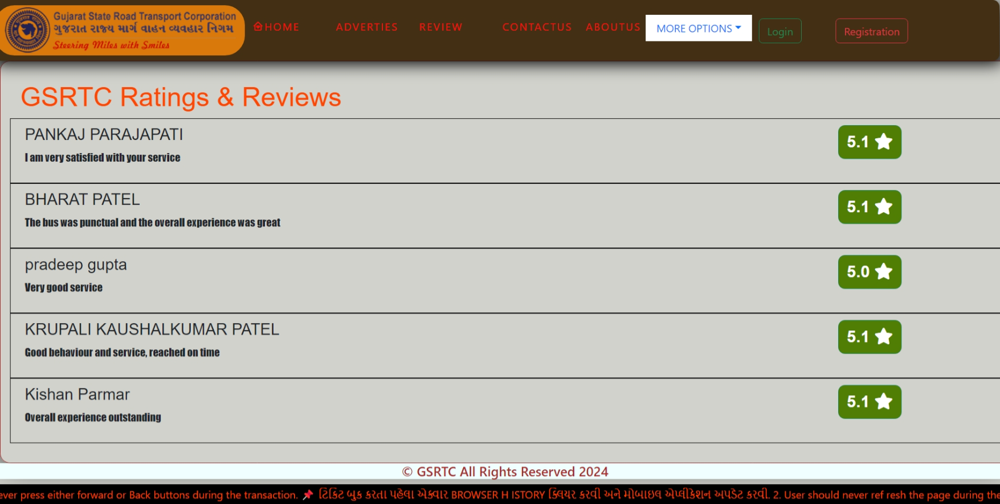 Gujarat State Road Transport Corporation
ગુજરાત રાજ્ય માર્ગ વાહન વ્યવહાર નિગમ
Steering Miles with Smiles
HOME ADVERTIES REVIEW CONTACTUS ABOUTUS MORE OPTIONS Login Registration
GSRTC Ratings & Reviews
PANKAJ PARAJAPATI 5.1
I am very satisfied with your service
BHARAT PATEL 5.1
The bus was punctual and the overall experience was great
pradeep gupta 5.0
Very good service
KRUPALI KAUSHALKUMAR PATEL 5.1
Good behaviour and service, reached on time
Kishan Parmar 5.1
Overall experience outstanding
© GSRTC All Rights Reserved 2024
ever press either forward or Back buttons during the transaction. 📌 ટિકિટ બુક કરતા પહેલા એકવાર BROWSER H ISTORY ક્લિયર કરવી અને મોબાઇલ એપ્લીકેશન અપડેટ કરવી. 2. User should never ref resh the page during the